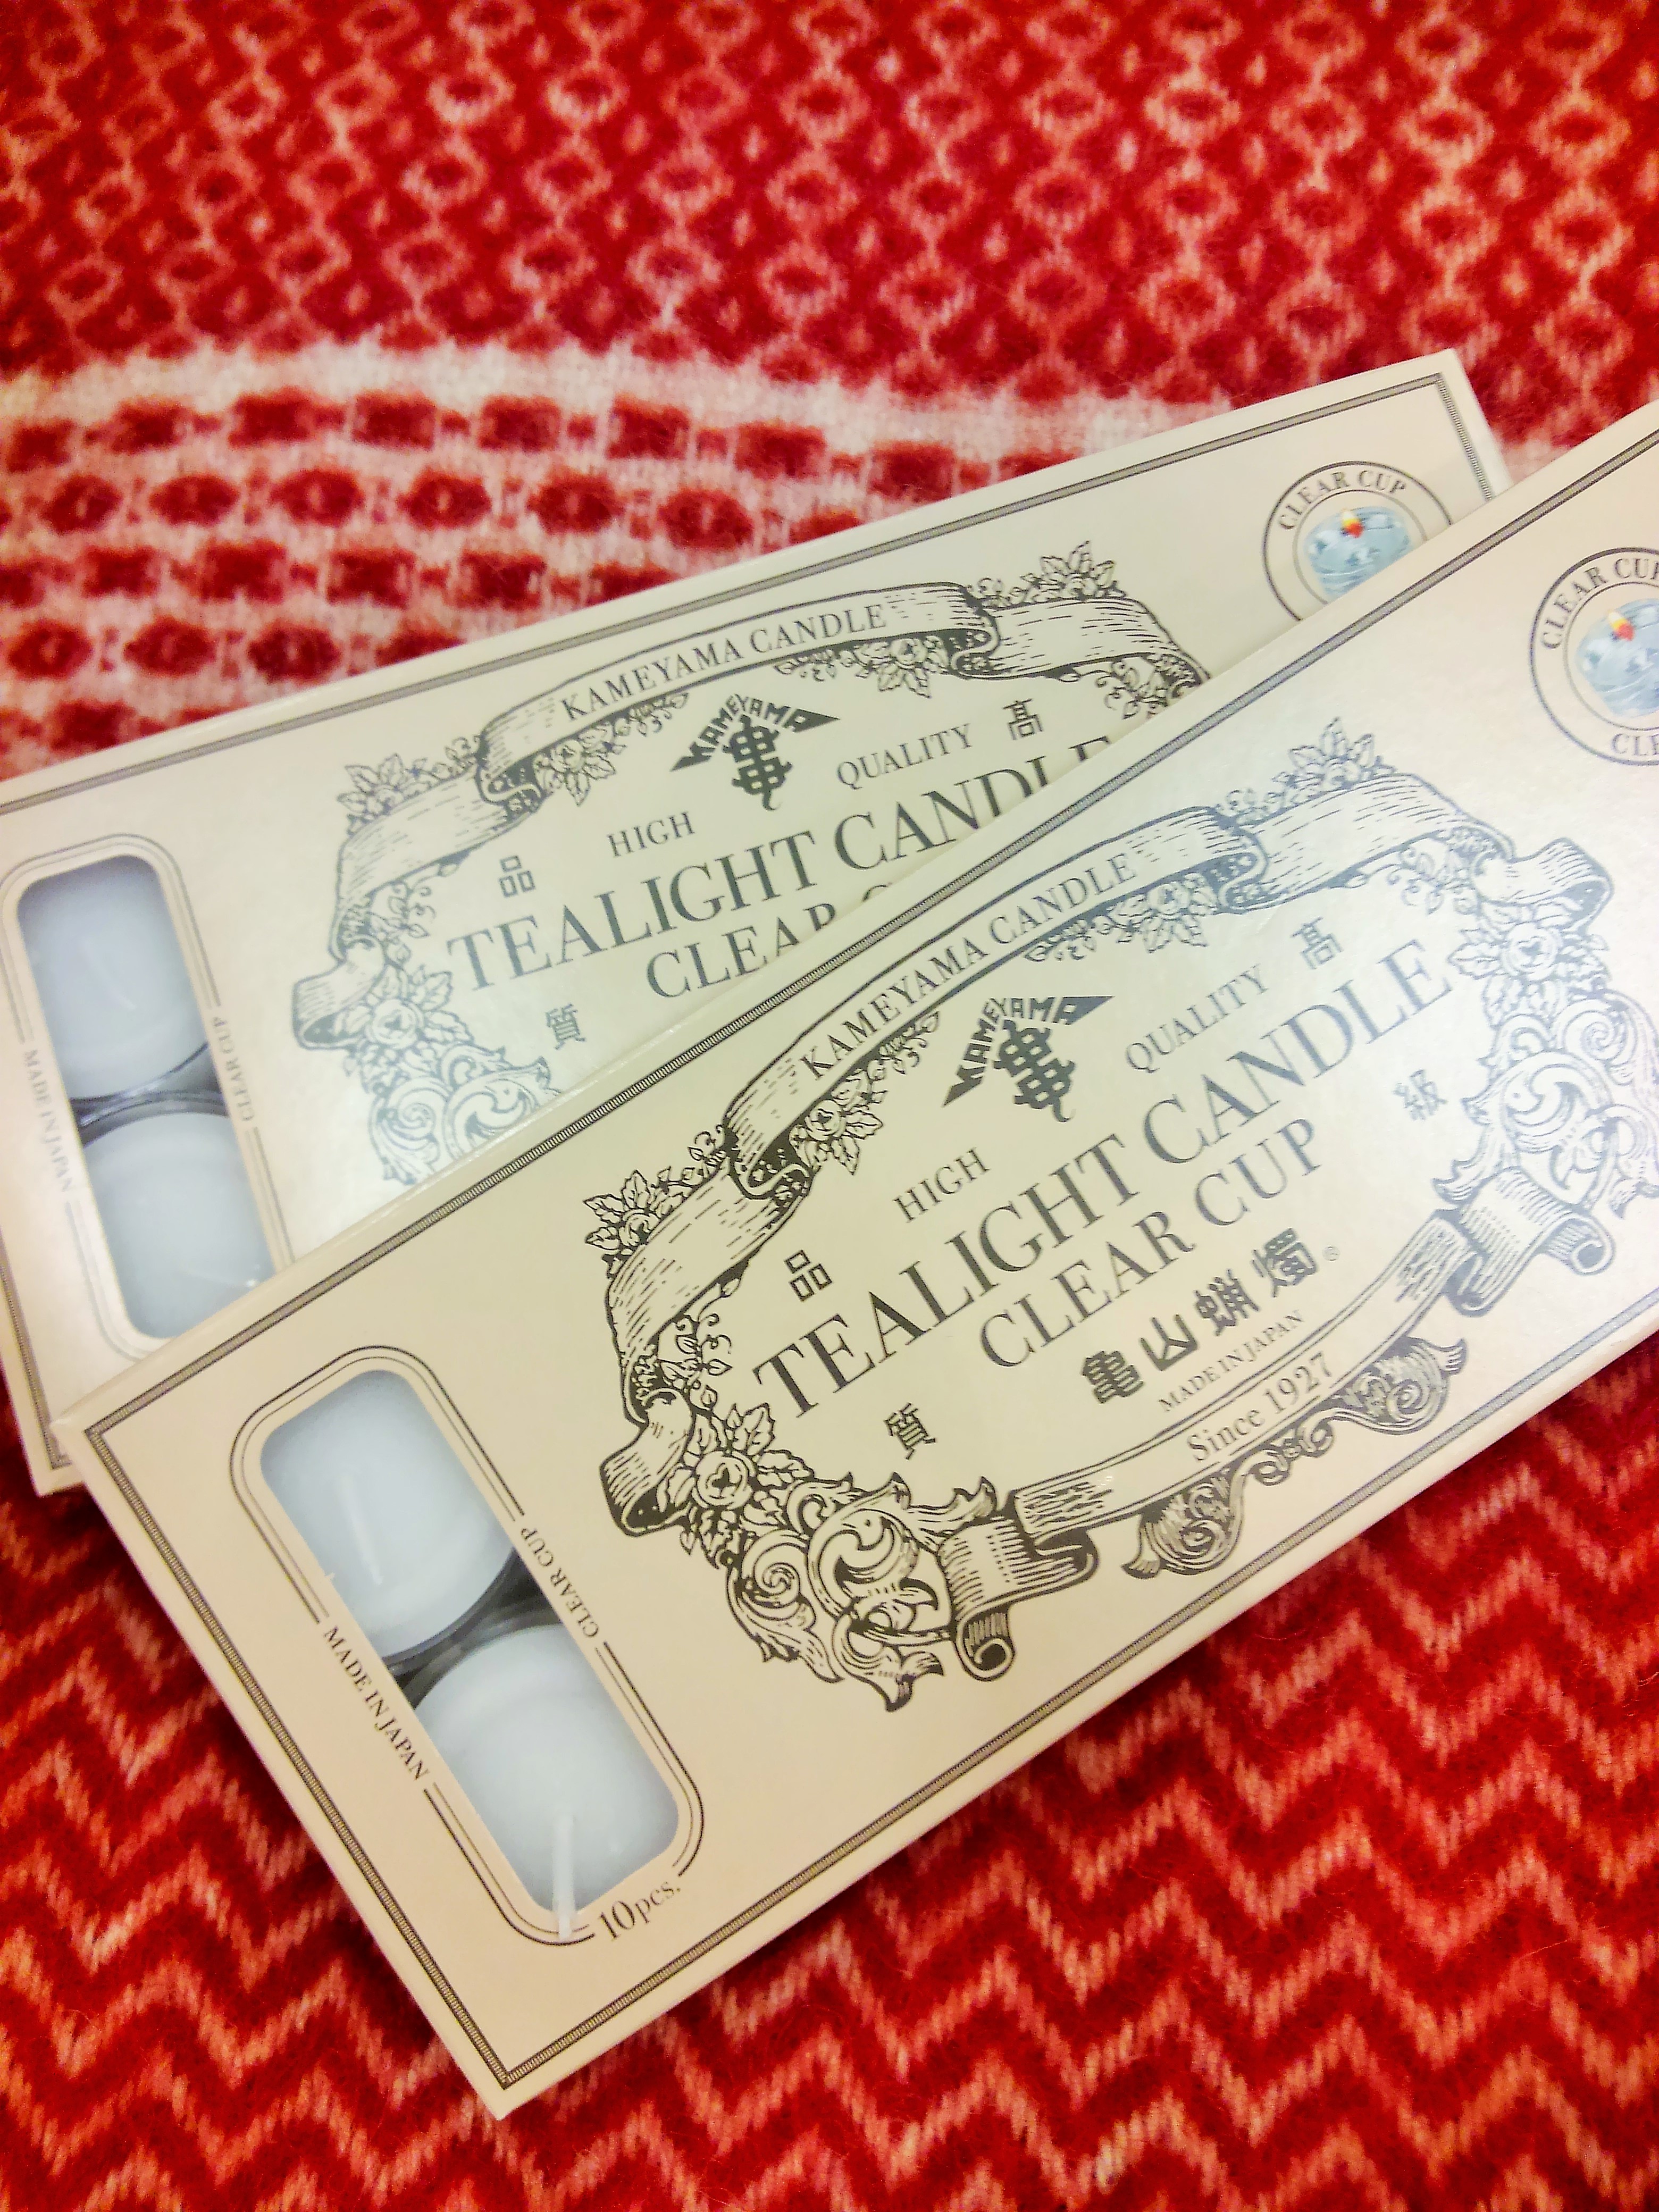 CLEAR CUP
KAMEYAMA CANDLE
KAMEYAMA
HIGH QUALITY 高
品
TEALIGHT CANDLE
CLEAR
質
CLEAR CUP
MADE IN JAPAN
CLEAR CUP
KAMEYAMA CANDLE
KAMEYAMA
HIGH QUALITY 高
品 級
TEALIGHT CANDLE
CLEAR CUP
質
亀山蝋燭®
MADE IN JAPAN
Since 1927
CLEAR CUP
MADE IN JAPAN
10pcs.